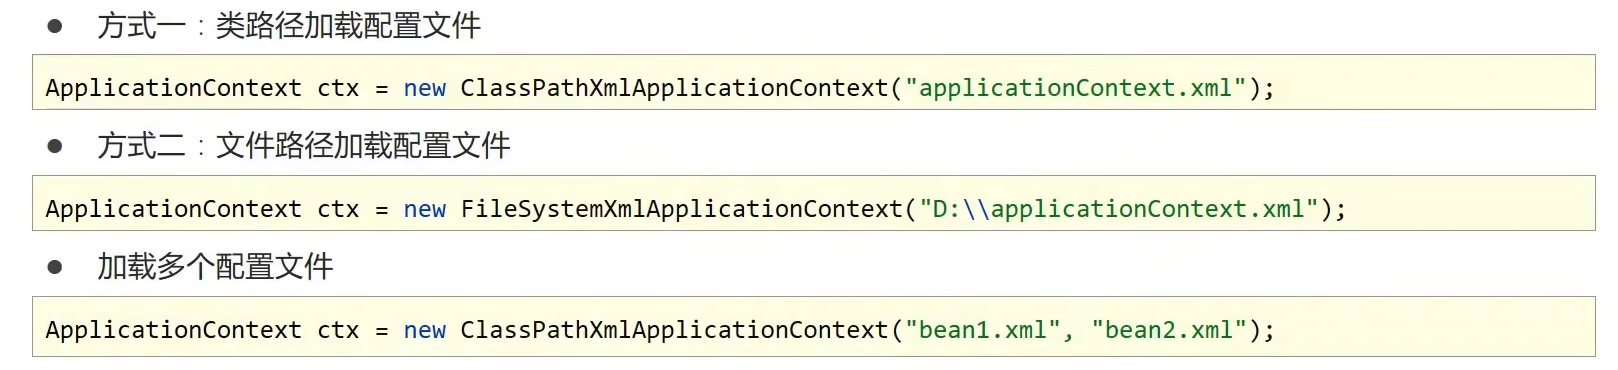 ● 方式一：类路径加载配置文件
ApplicationContext ctx = new ClassPathXmlApplicationContext("applicationContext.xml");
● 方式二：文件路径加载配置文件
ApplicationContext ctx = new FileSystemXmlApplicationContext("D:\\applicationContext.xml");
● 加载多个配置文件
ApplicationContext ctx = new ClassPathXmlApplicationContext("bean1.xml", "bean2.xml");